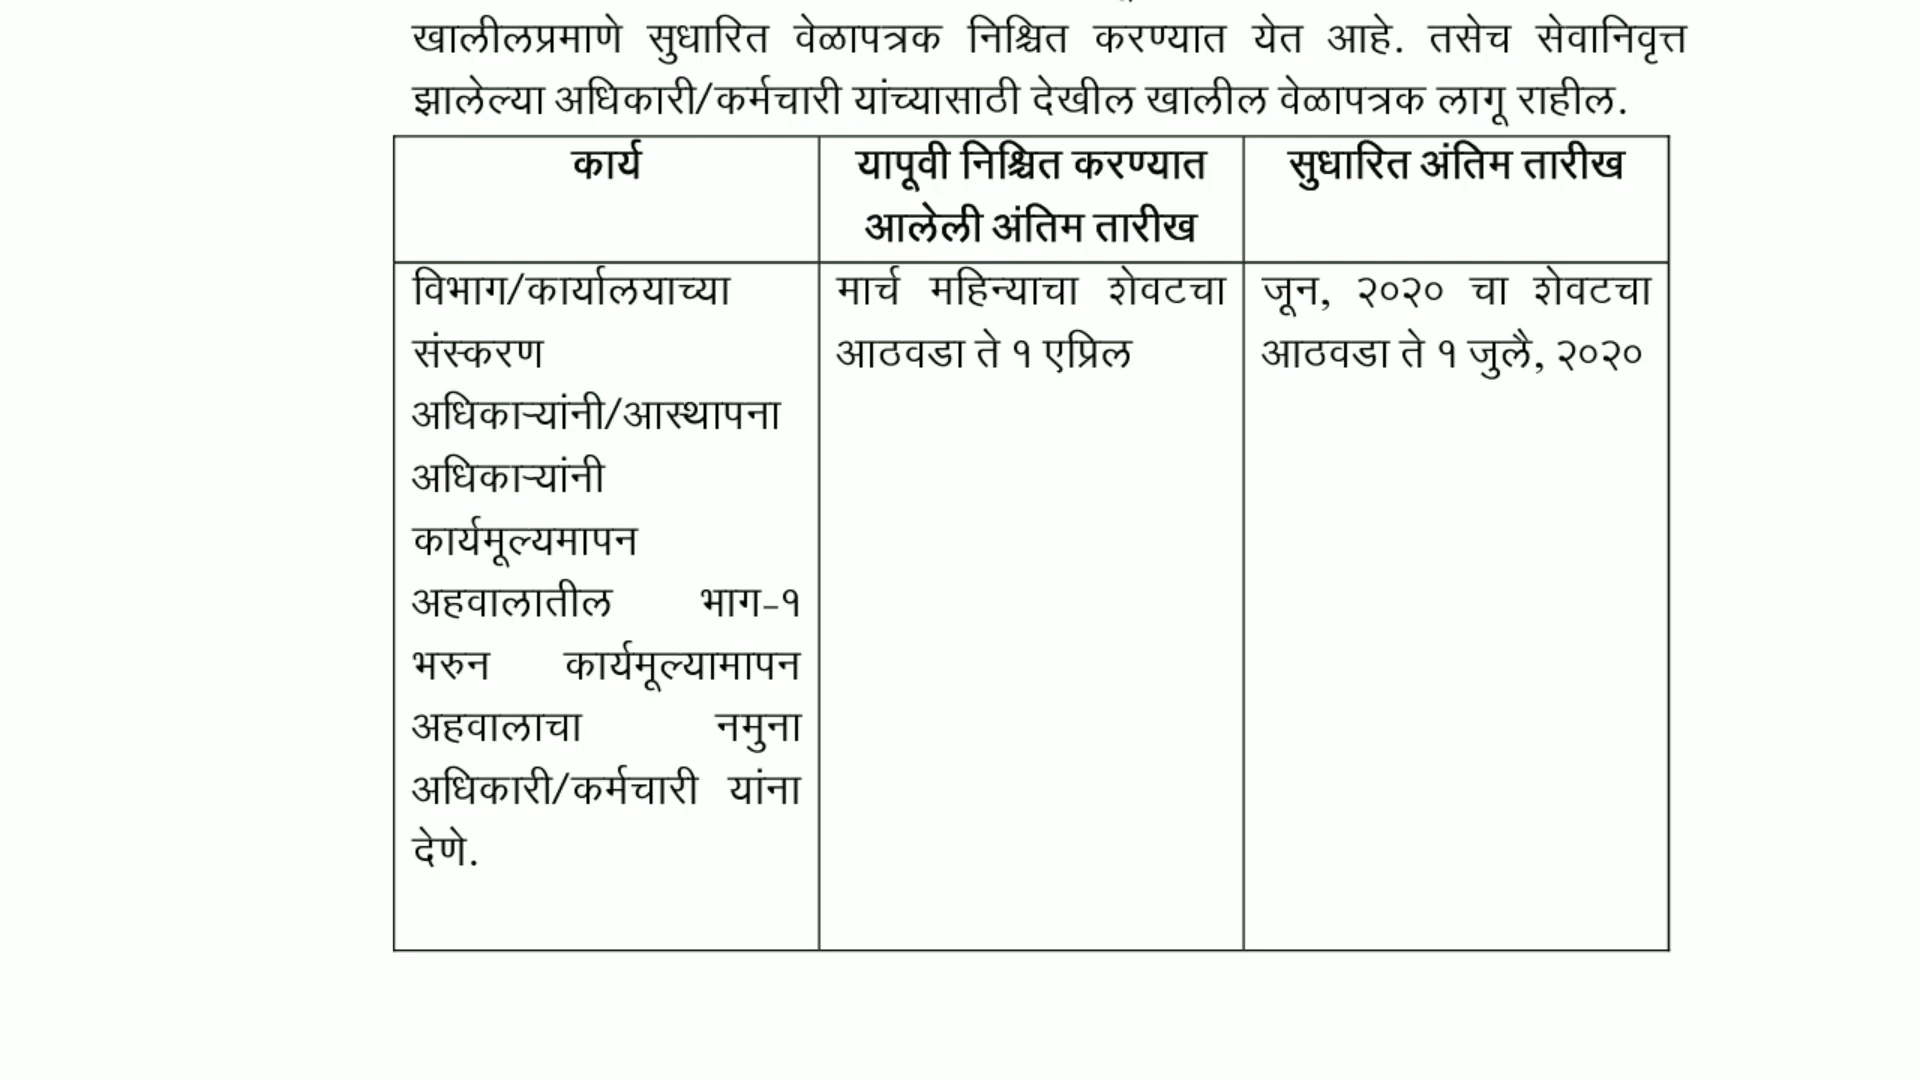 खालीलप्रमाणे सुधारित वेळापत्रक निश्चित करण्यात येत आहे. तसेच सेवानिवृत्त
झालेल्या अधिकारी/कर्मचारी यांच्यासाठी देखील खालील वेळापत्रक लागू राहील.
कार्य
यापूवी निश्चित करण्यात
आलेली अंतिम तारीख
सुधारित अंतिम तारीख
विभाग/कार्यालयाच्या
संस्करण
अधिकाऱ्यांनी/आस्थापना
अधिकाऱ्यांनी
कार्यमूल्यमापन
अहवालातील भाग-१
भरुन कार्यमूल्यामापन
अहवालाचा नमुना
अधिकारी/कर्मचारी यांना
देणे.
मार्च महिन्याचा शेवटचा
आठवडा ते १ एप्रिल
जून, २०२० चा शेवटचा
आठवडा ते १ जुलै, २०२०